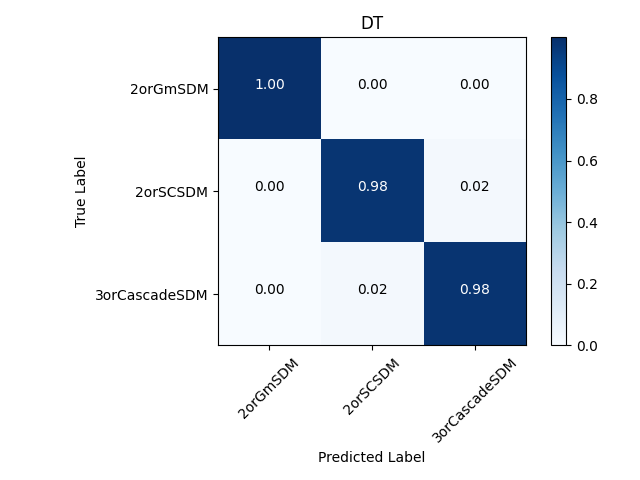 DT
2orGmSDM
1.00
0.00
0.00
2orSCSDM
0.00
0.98
0.02
3orCascadeSDM
0.00
0.02
0.98
True Label
2orGmSDM
2orSCSDM
3orCascadeSDM
Predicted Label
0.8
0.6
0.4
0.2
0.0